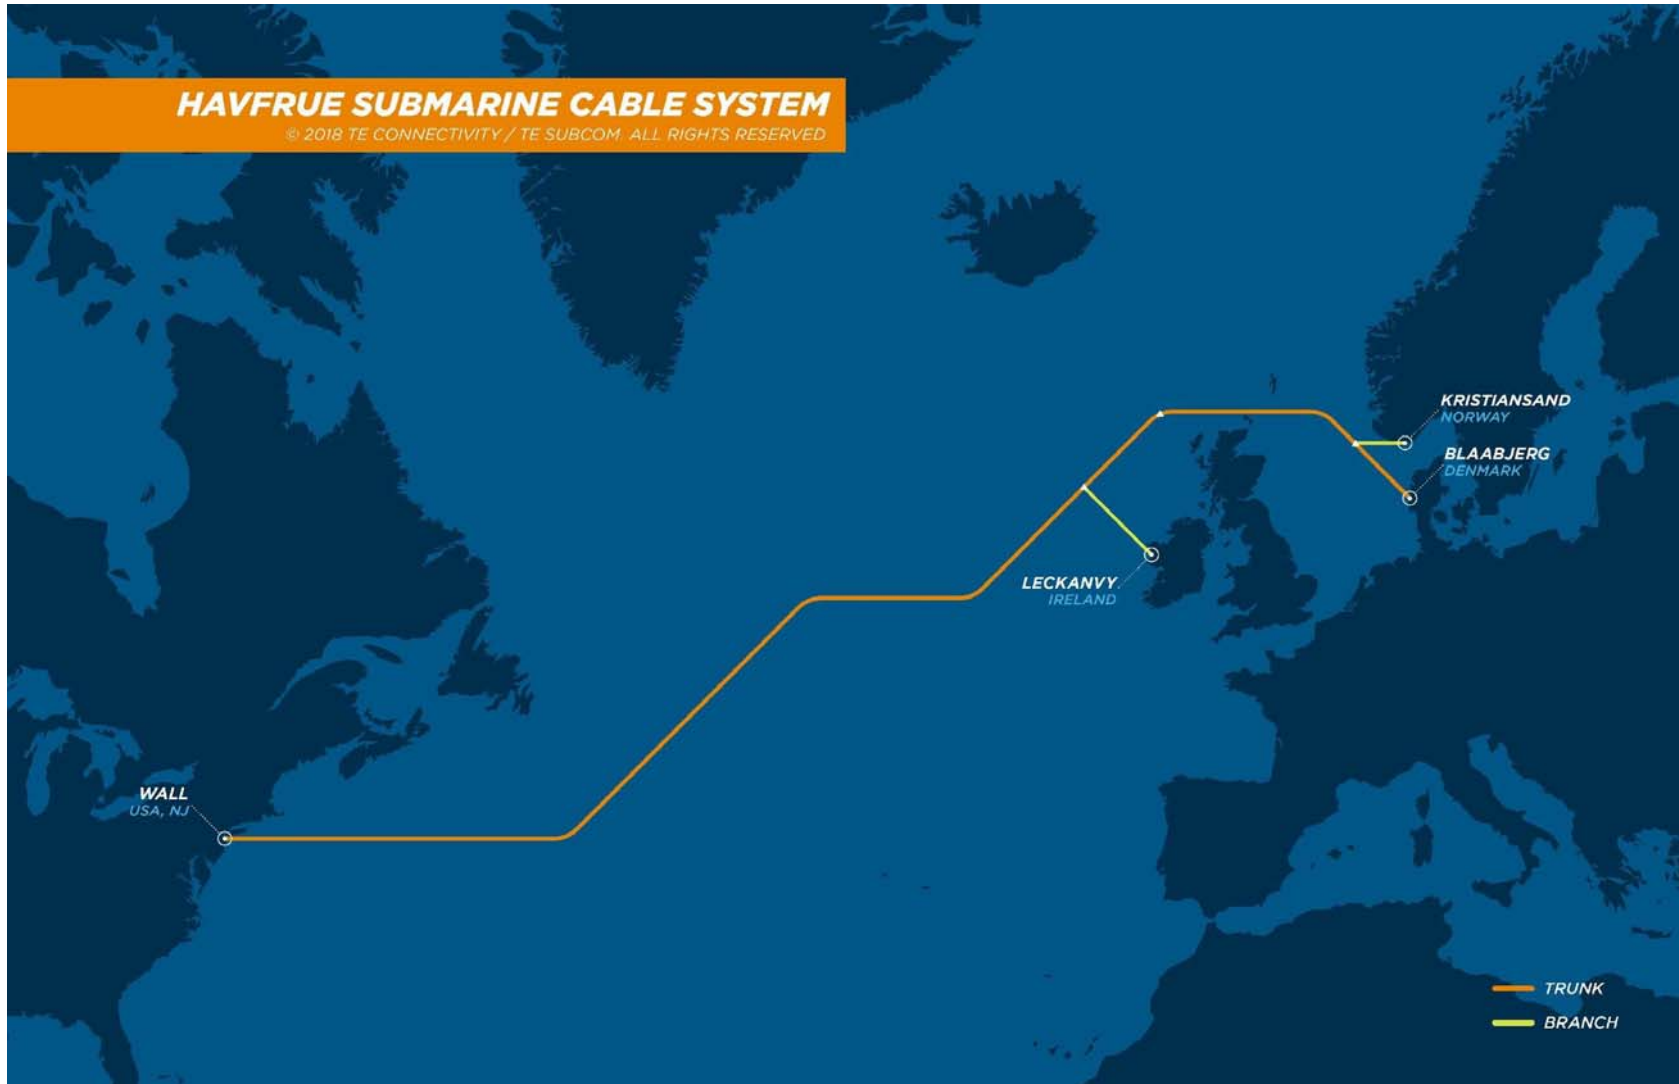 HAVFRUE SUBMARINE CABLE SYSTEM
© 2018 TE CONNECTIVITY / TE SUBCOM. ALL RIGHTS RESERVED
KRISTIANSAND
NORWAY
BLAABJERG
DENMARK
LECKANVY
IRELAND
WALL
USA, NJ
TRUNK
BRANCH